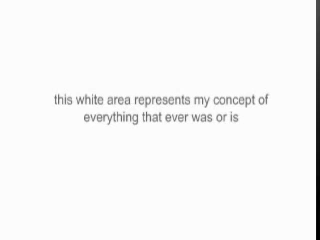 this white area represents my concept of
everything that ever was or is